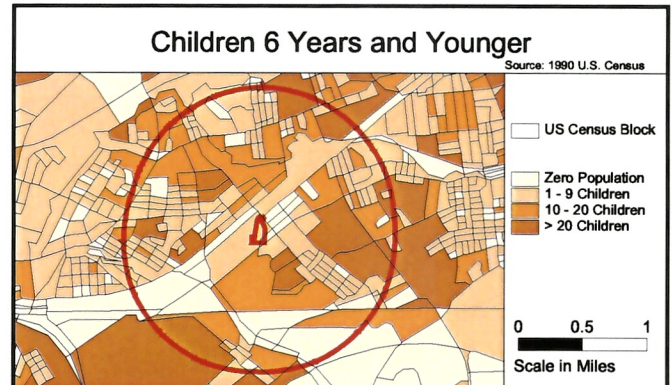 Children 6 Years and Younger
Source: 1990 U.S. Census
US Census Block
Zero Population
1 - 9 Children
10 - 20 Children
> 20 Children
0 0.5 1
Scale in Miles